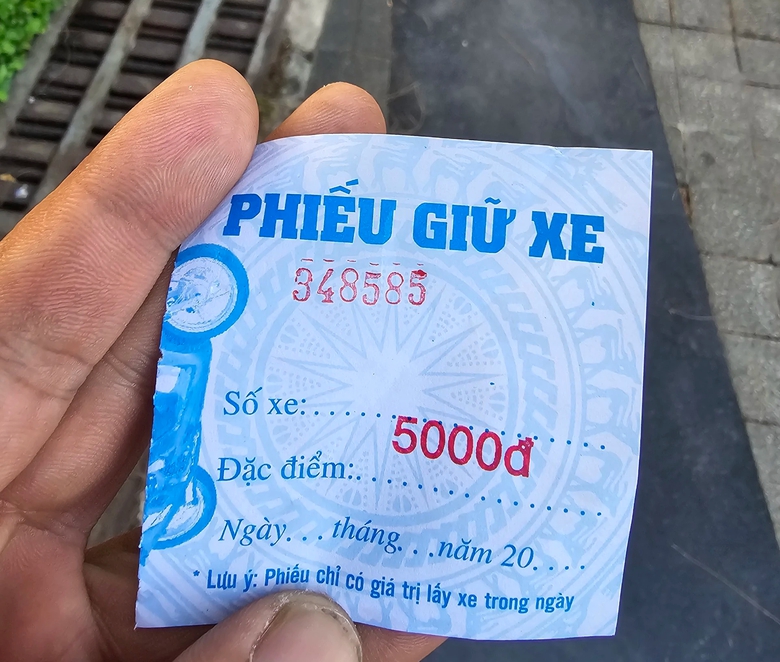 PHIẾU GIỮ XE
348585
Số xe:....................
5000đ
Đặc điểm:.................
Ngày...tháng...năm 20....
* Lưu ý: Phiếu chỉ có giá trị lấy xe trong ngày